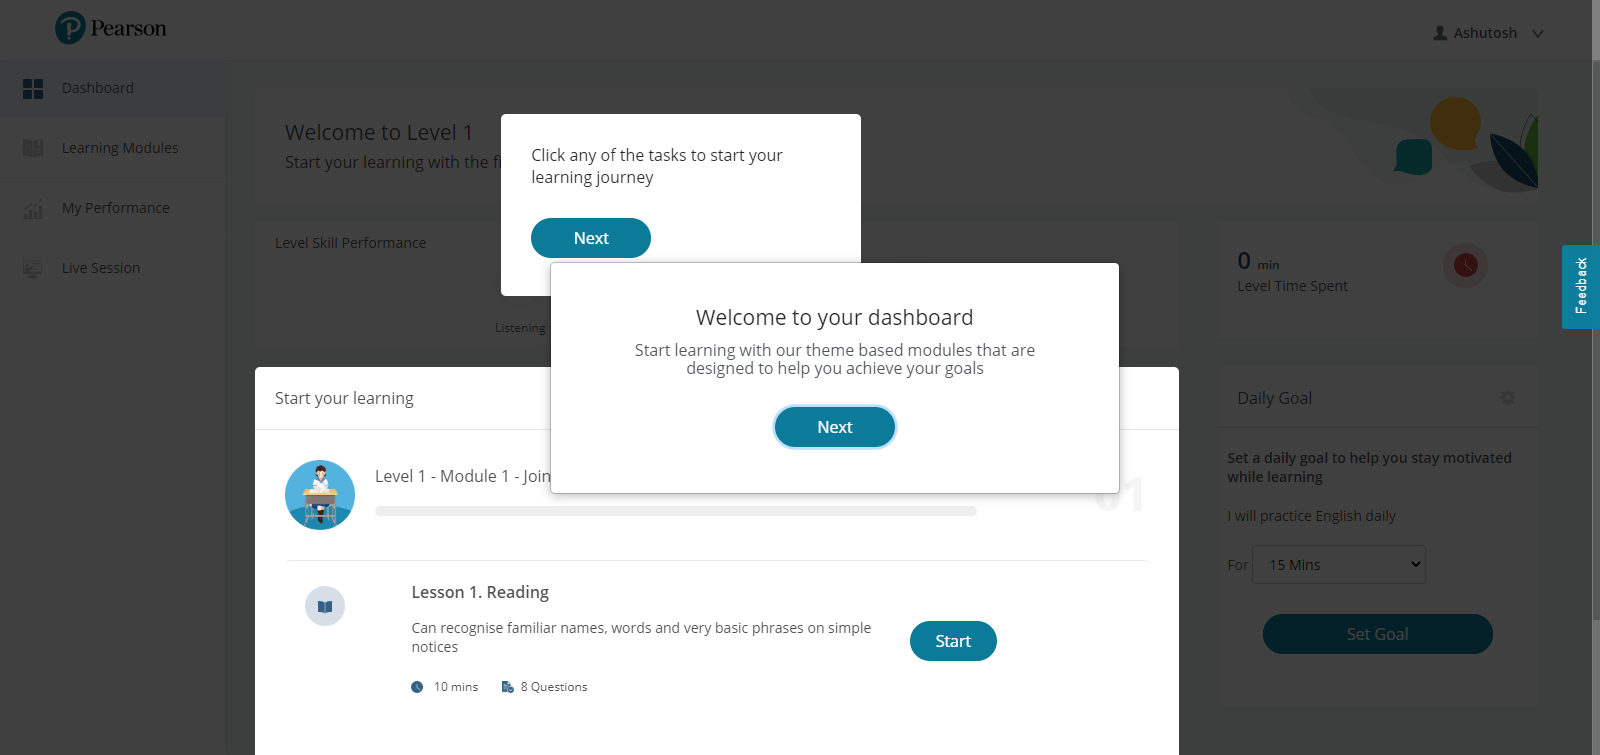 Pearson
Ashutosh
Dashboard
Learning Modules
My Performance
Live Session
Welcome to Level 1
Start your learning with the
Click any of the tasks to start your
learning journey
Next
Level Skill Performance
Listening
0 min
Level Time Spent
Feedback
Welcome to your dashboard
Start learning with our theme based modules that are
designed to help you achieve your goals
Next
Start your learning
Level 1 - Module 1 - Join
01
Lesson 1. Reading
Can recognise familiar names, words and very basic phrases on simple
notices
Start
10 mins
8 Questions
Daily Goal
Set a daily goal to help you stay motivated
while learning
I will practice English daily
For 15 Mins
Set Goal